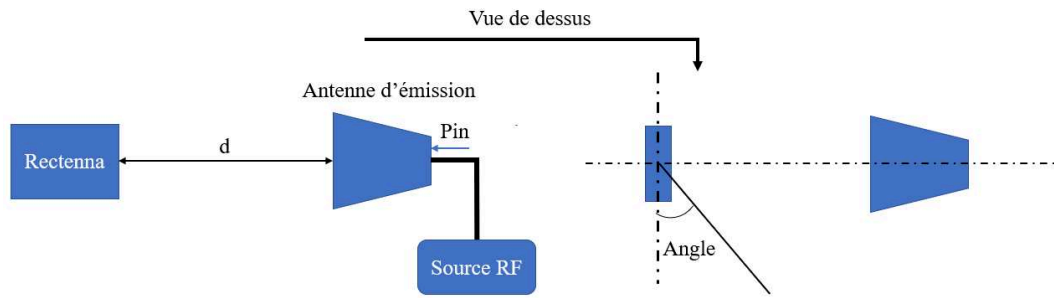 Vue de dessus
Antenne d'émission
Pin
Rectenna
d
Angle
Source RF